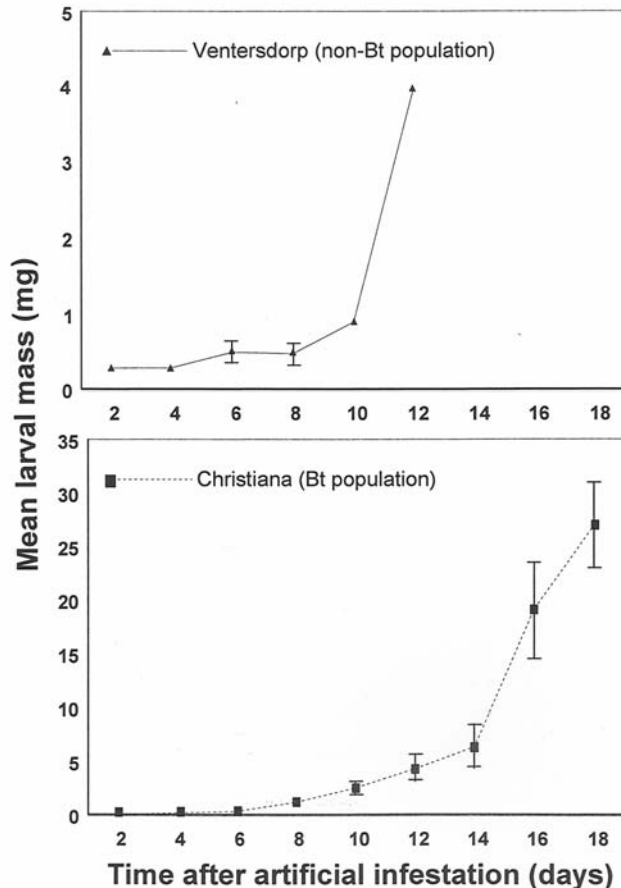 5
Ventersdorp (non-Bt population)
4
3
2
1
0
2 4 6 8 10 12 14 16 18
Mean larval mass (mg)
35
Christiana (Bt population)
30
25
20
15
10
5
0
2 4 6 8 10 12 14 16 18
Time after artificial infestation (days)